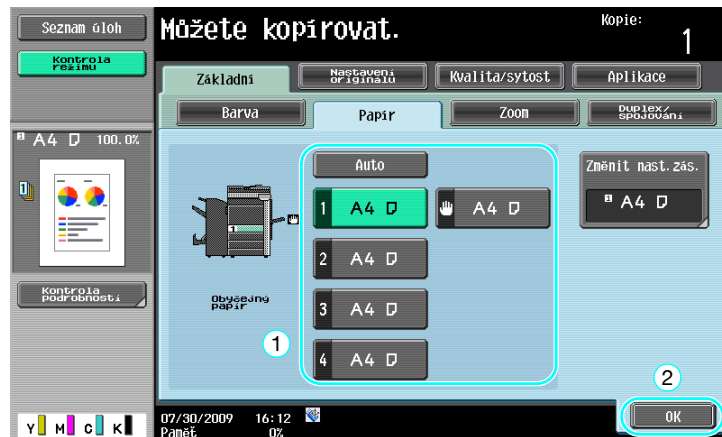 Seznam úloh
Můžete kopírovat.
Kopie:
1
Kontrola
režimu
Základní
Nastavení
originálu
Kvalita/sytost
Aplikace
Barva
Papír
Zoom
Duplex/
spojování
A4 100.0%
1
Auto
Změnit nast.zás.
1 A4
A4
A4
2 A4
Obyčejný
papír
3 A4
4 A4
1
Kontrola
podrobností
2
OK
07/30/2009 16:12
Paměť 0%
Y M C K